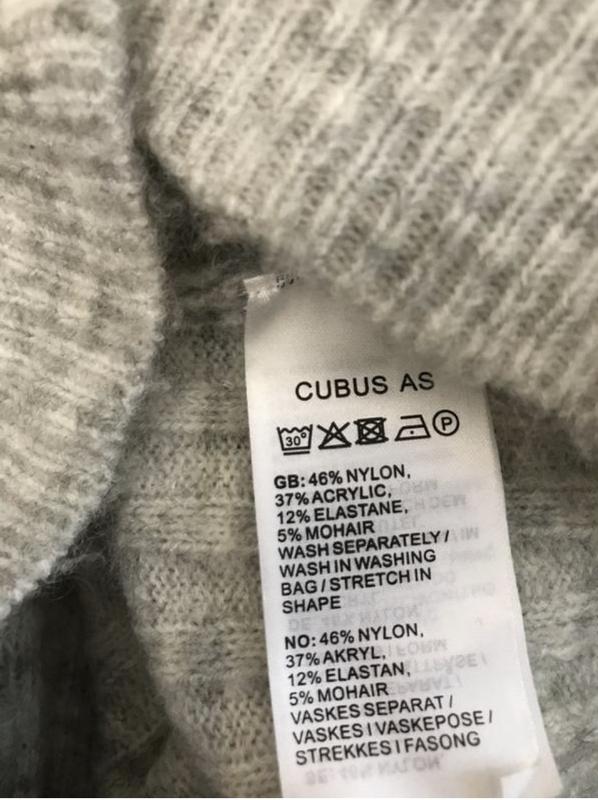 CUBUS AS
30°
P
GB: 46% NYLON,
37% ACRYLIC,
12% ELASTANE,
5% MOHAIR
WASH SEPARATELY /
WASH IN WASHING
BAG / STRETCH IN
SHAPE
NO: 46% NYLON,
37% AKRYL,
12% ELASTAN,
5% MOHAIR
VASKES SEPARAT /
VASKES I VASKEPOSE /
STREKKES I FASONG